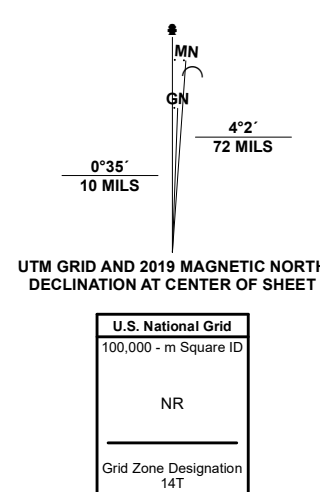 MN
GN
4°2´
72 MILS
0°35´
10 MILS
UTM GRID AND 2019 MAGNETIC NORTH
DECLINATION AT CENTER OF SHEET
U.S. National Grid
100,000 - m Square ID
NR
Grid Zone Designation
14T